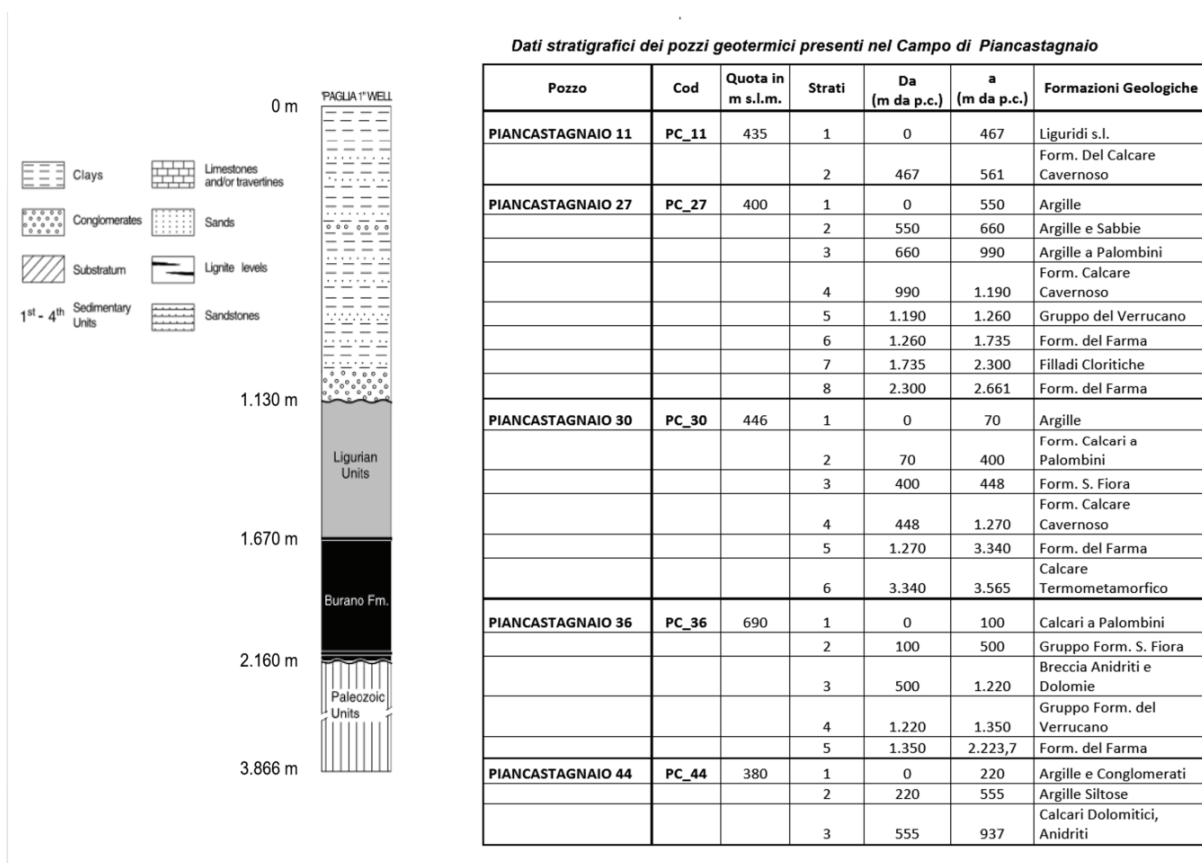 Dati stratigrafici dei pozzi geotermici presenti nel Campo di Piancastagnaio
"PAGLIA 1" WELL
0 m
1.130 m
1.670 m
2.160 m
3.866 m
Ligurian
Units
Burano Fm.
Paleozoic
Units
Clays
Limestones
and/or travertines
Conglomerates
Sands
Substratum
Lignite levels
1st - 4th
Sedimentary
Units
Sandstones
Pozzo Cod Quota in m s.l.m. Strati Da (m da p.c.) a (m da p.c.) Formazioni Geologiche
PIANCASTAGNAIO 11 PC_11 435 1 0 467 Liguridi s.l.
Form. Del Calcare
2 467 561 Cavernoso
PIANCASTAGNAIO 27 PC_27 400 1 0 550 Argille
2 550 660 Argille e Sabbie
3 660 990 Argille a Palombini
Form. Calcare
4 990 1.190 Cavernoso
5 1.190 1.260 Gruppo del Verrucano
6 1.260 1.735 Form. del Farma
7 1.735 2.300 Filladi Cloritiche
8 2.300 2.661 Form. del Farma
PIANCASTAGNAIO 30 PC_30 446 1 0 70 Argille
Form. Calcari a
2 70 400 Palombini
3 400 448 Form. S. Fiora
Form. Calcare
4 448 1.270 Cavernoso
5 1.270 3.340 Form. del Farma
Calcare
6 3.340 3.565 Termometamorfico
PIANCASTAGNAIO 36 PC_36 690 1 0 100 Calcari a Palombini
2 100 500 Gruppo Form. S. Fiora
Breccia Anidriti e
3 500 1.220 Dolomie
Gruppo Form. del
4 1.220 1.350 Verrucano
5 1.350 2.223,7 Form. del Farma
PIANCASTAGNAIO 44 PC_44 380 1 0 220 Argille e Conglomerati
2 220 555 Argille Siltose
Calcari Dolomitici,
3 555 937 Anidriti